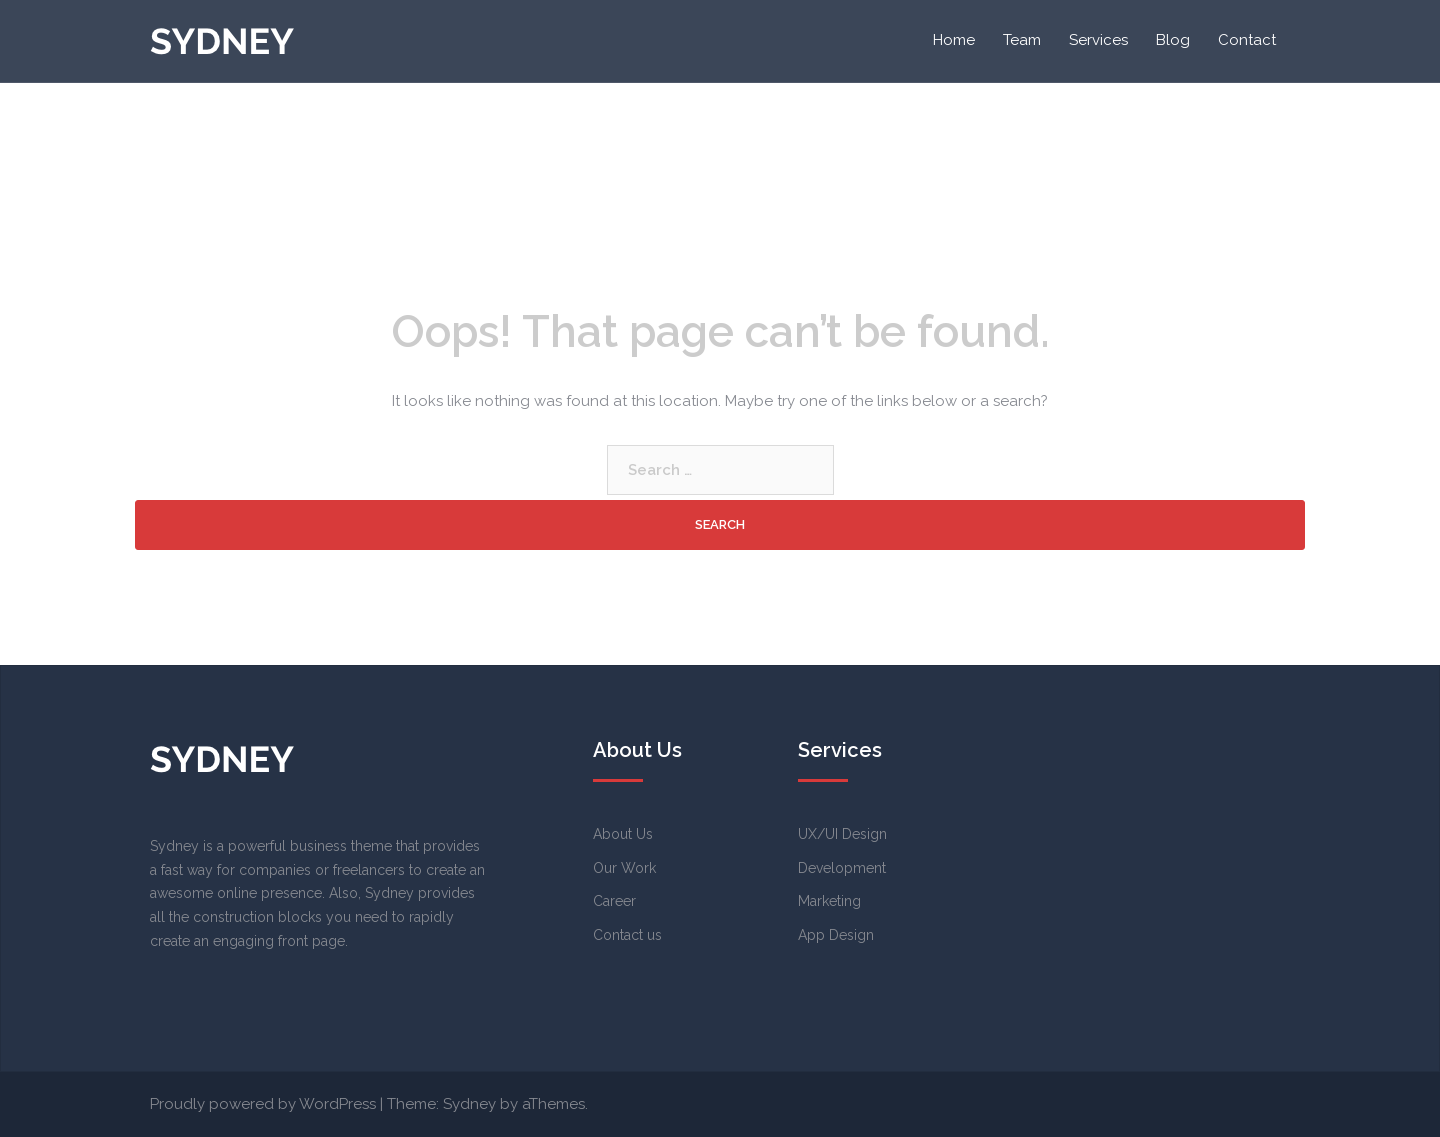 SYDNEY
Home Team Services Blog Contact
Oops! That page can’t be found.
It looks like nothing was found at this location. Maybe try one of the links below or a search?
Search …
SEARCH
SYDNEY
Sydney is a powerful business theme that provides
a fast way for companies or freelancers to create an
awesome online presence. Also, Sydney provides
all the construction blocks you need to rapidly
create an engaging front page.
About Us
About Us
Our Work
Career
Contact us
Services
UX/UI Design
Development
Marketing
App Design
Proudly powered by WordPress | Theme: Sydney by aThemes.